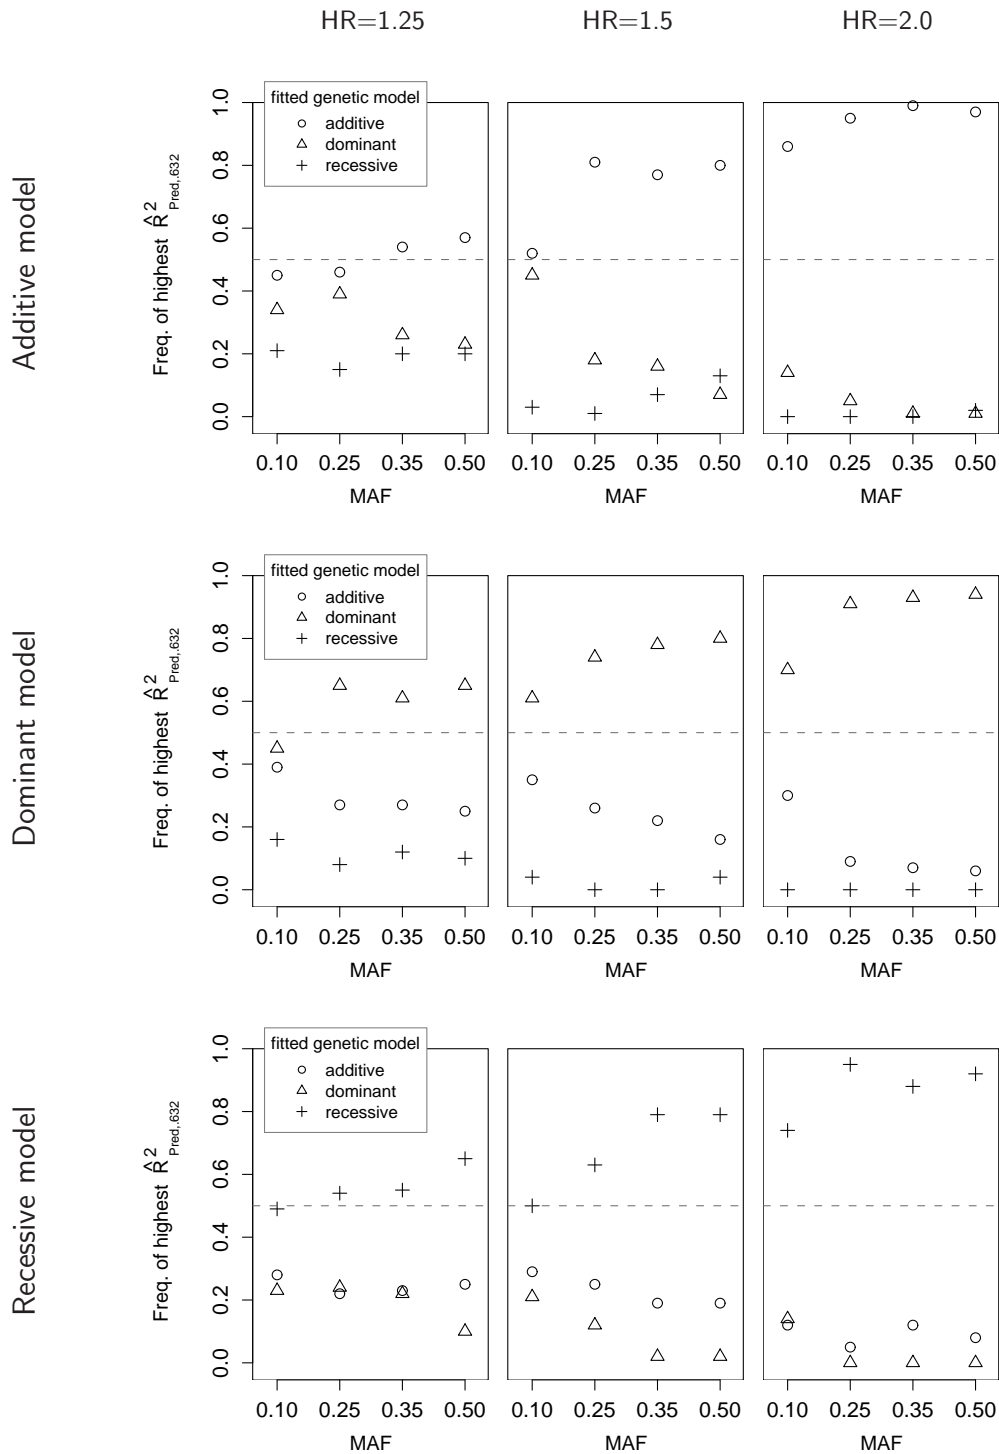 HR=1.25 HR=1.5 HR=2.0
Additive model
Freq. of highest R̂²Pred,.632
0.0 0.2 0.4 0.6 0.8 1.0
fitted genetic model
additive
dominant
recessive
0.10 0.25 0.35 0.50 0.10 0.25 0.35 0.50 0.10 0.25 0.35 0.50
MAF MAF MAF
Dominant model
Freq. of highest R̂²Pred,.632
0.0 0.2 0.4 0.6 0.8 1.0
fitted genetic model
additive
dominant
recessive
0.10 0.25 0.35 0.50 0.10 0.25 0.35 0.50 0.10 0.25 0.35 0.50
MAF MAF MAF
Recessive model
Freq. of highest R̂²Pred,.632
0.0 0.2 0.4 0.6 0.8 1.0
fitted genetic model
additive
dominant
recessive
0.10 0.25 0.35 0.50 0.10 0.25 0.35 0.50 0.10 0.25 0.35 0.50
MAF MAF MAF